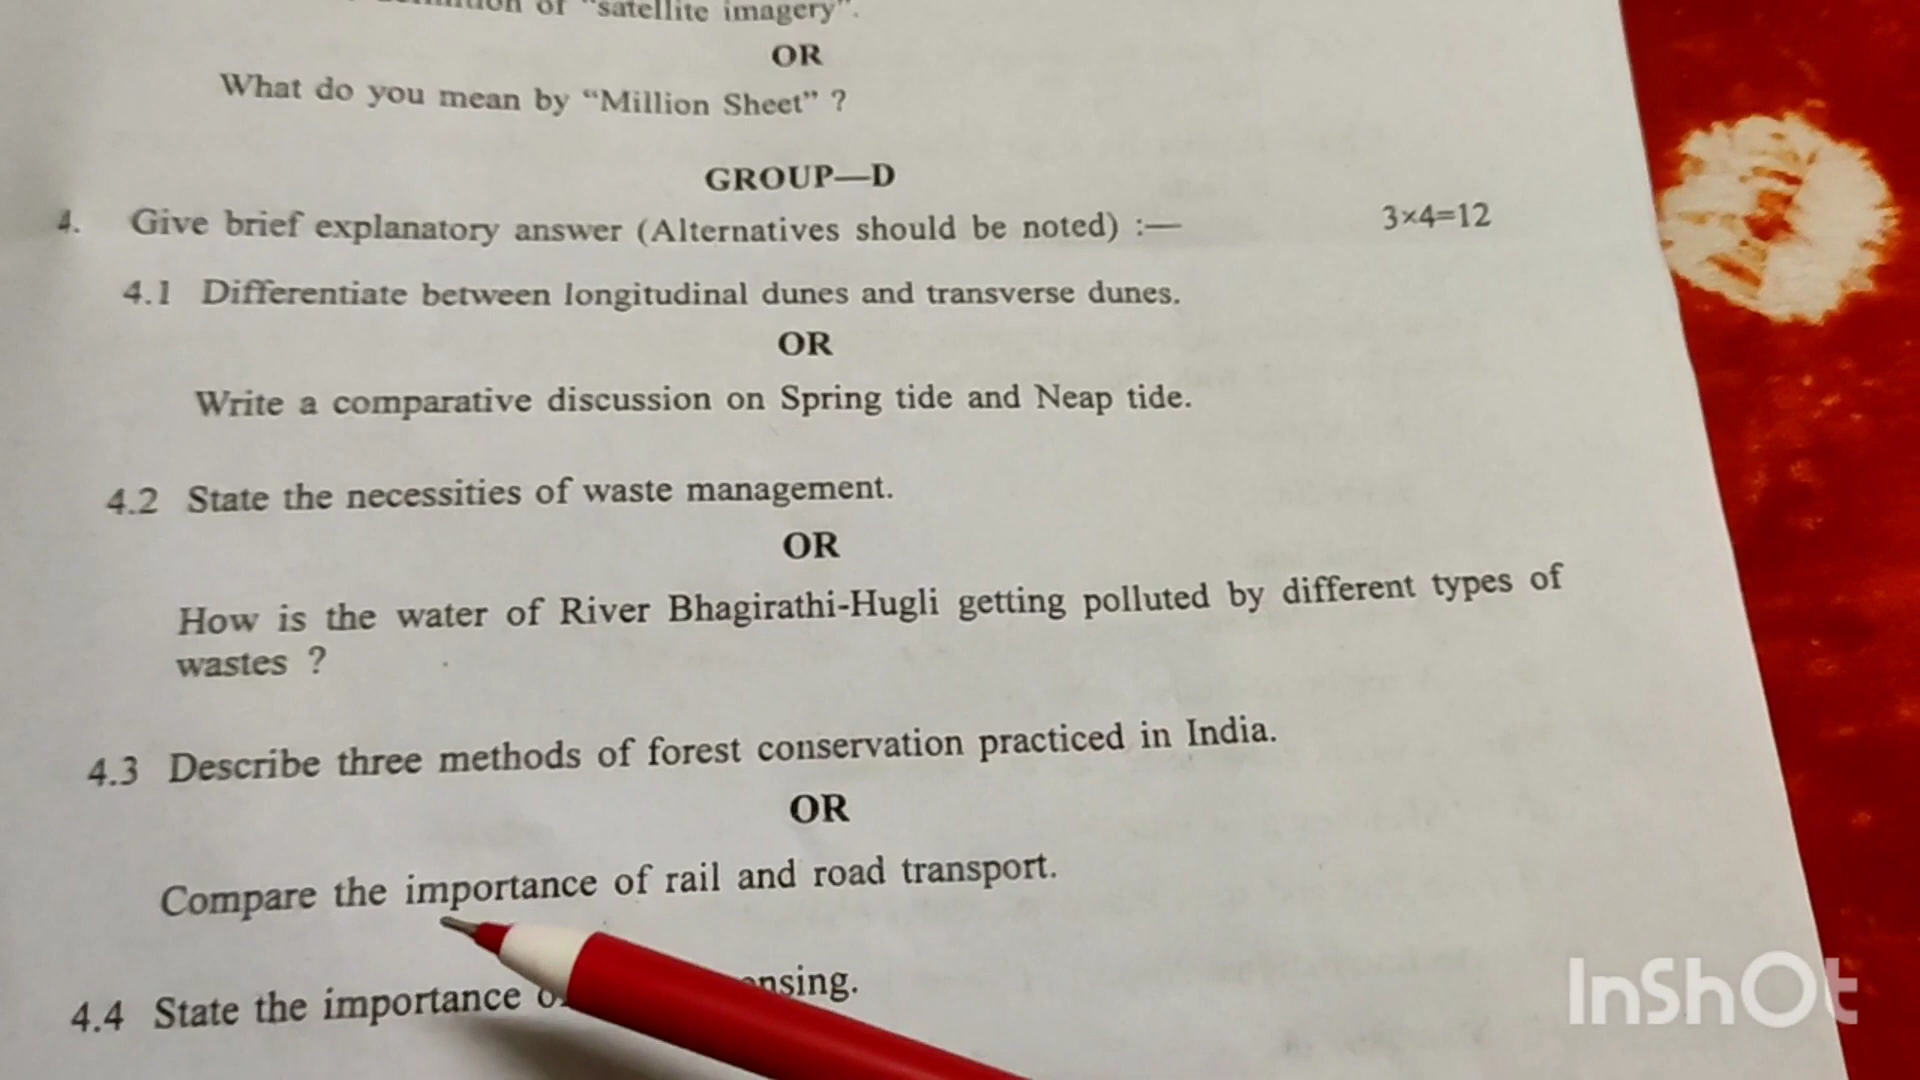 of "satellite imagery".
OR
What do you mean by “Million Sheet” ?
GROUP—D
4. Give brief explanatory answer (Alternatives should be noted) :— 3×4=12
4.1 Differentiate between longitudinal dunes and transverse dunes.
OR
Write a comparative discussion on Spring tide and Neap tide.
4.2 State the necessities of waste management.
OR
How is the water of River Bhagirathi-Hugli getting polluted by different types of
wastes ?
4.3 Describe three methods of forest conservation practiced in India.
OR
Compare the importance of rail and road transport.
4.4 State the importance
InShOt